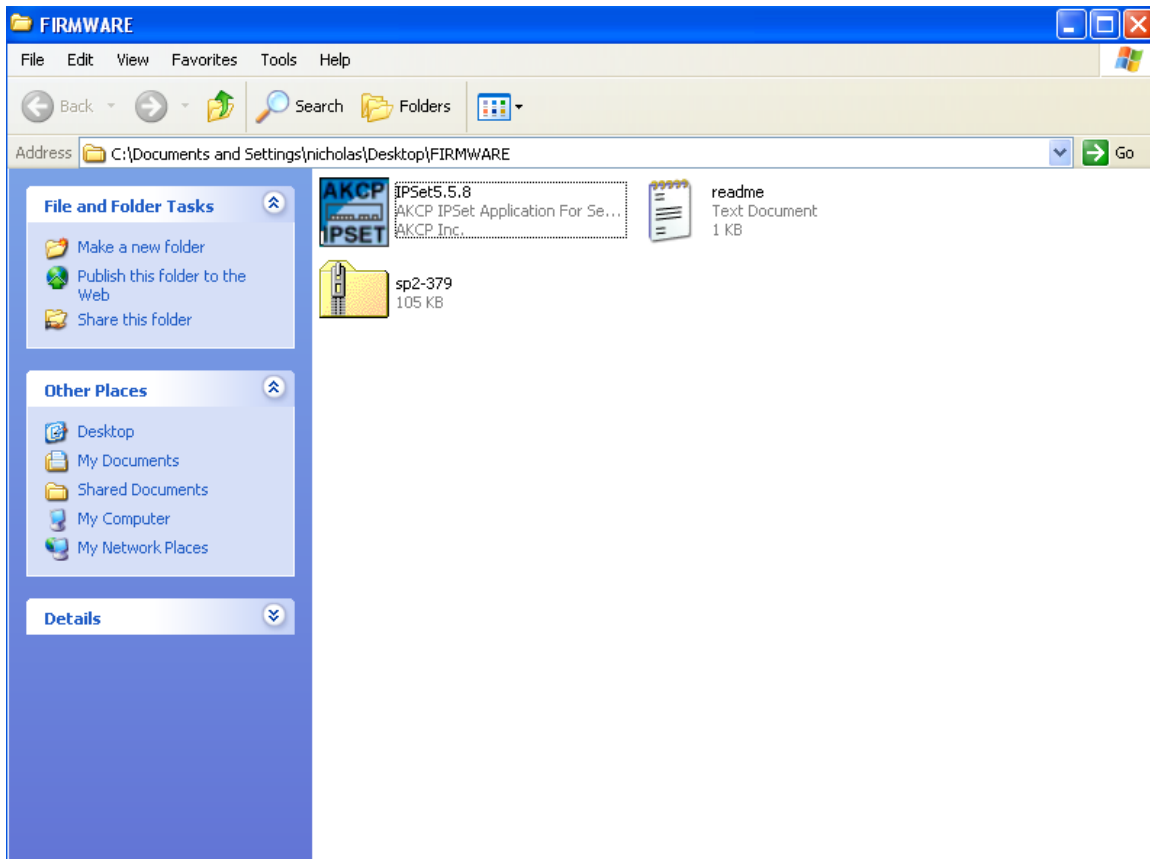 FIRMWARE
File Edit View Favorites Tools Help
Back Search Folders
Address C:\Documents and Settings\nicholas\Desktop\FIRMWARE Go
File and Folder Tasks
Make a new folder
Publish this folder to the
Web
Share this folder
Other Places
Desktop
My Documents
Shared Documents
My Computer
My Network Places
Details
AKCP
IPSET
IPSet5.5.8
AKCP IPSet Application For Se...
AKCP Inc.
readme
Text Document
1 KB
sp2-379
105 KB